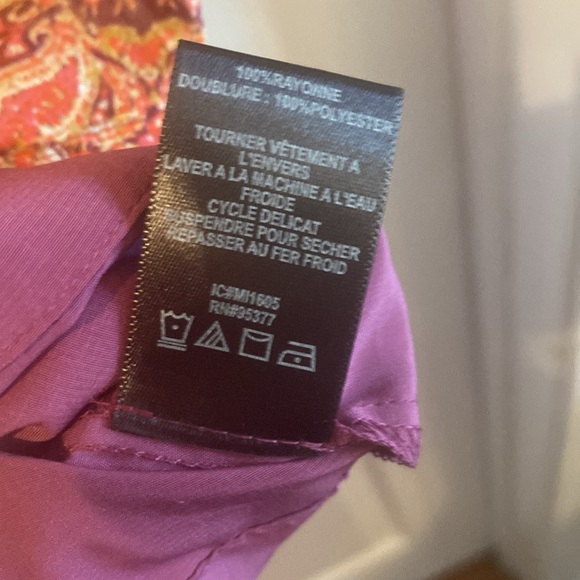 100%RAYONNE
DOUBLURE : 100%POLYESTER
TOURNER VÊTEMENT A
L'ENVERS
LAVER A LA MACHINE A L'EAU
FROIDE
CYCLE DELICAT
SUSPENDRE POUR SECHER
REPASSER AU FER FROID
IC#MI1605
RN#95377